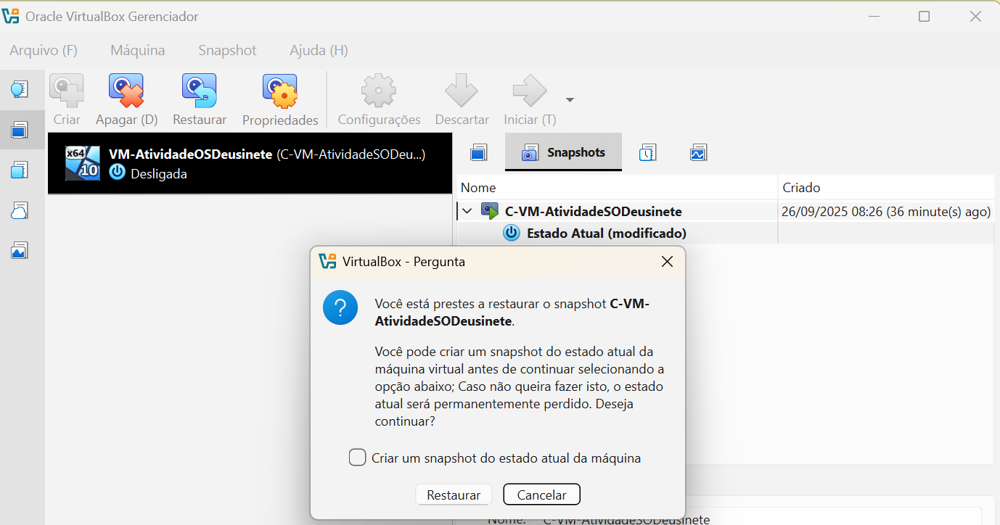 Oracle VirtualBox Gerenciador
Arquivo (F) Máquina Snapshot Ajuda (H)
Criar Apagar (D) Restaurar Propriedades Configurações Descartar Iniciar (T)
x64
10
VM-AtividadeOSDeusinete (C-VM-AtividadeSODeu...)
Desligada
Snapshots
Nome Criado
C-VM-AtividadeSODeusinete 26/09/2025 08:26 (36 minute(s) ago)
Estado Atual (modificado)
VirtualBox - Pergunta
Você está prestes a restaurar o snapshot C-VM-
AtividadeSODeusinete.
Você pode criar um snapshot do estado atual da
máquina virtual antes de continuar selecionando a
opção abaixo; Caso não queira fazer isto, o estado
atual será permanentemente perdido. Deseja
continuar?
Criar um snapshot do estado atual da máquina
Restaurar Cancelar
Nome: C-VM-AtividadeSODeusinete